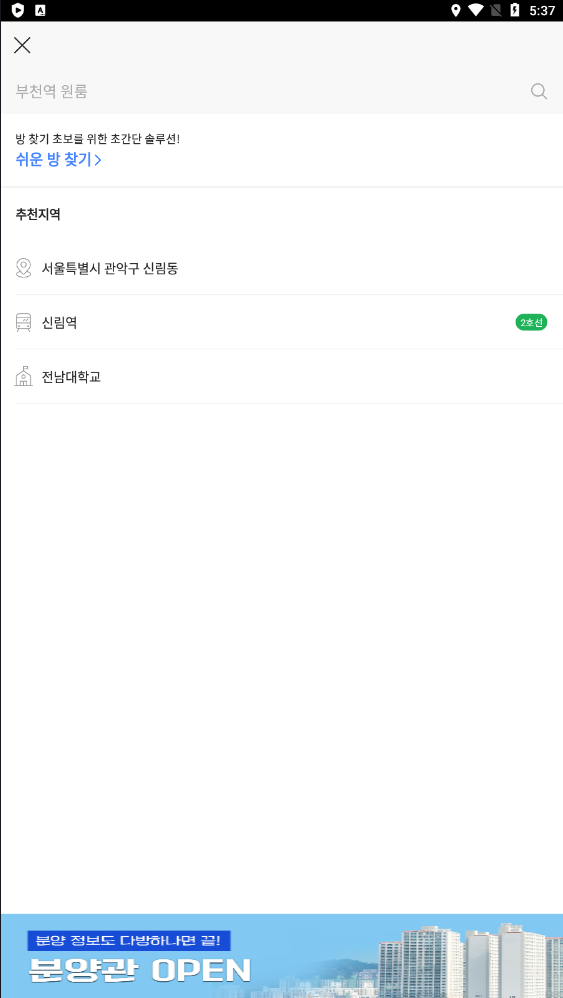 5:37
부천역 원룸
방 찾기 초보를 위한 초간단 솔루션!
쉬운 방 찾기
추천지역
서울특별시 관악구 신림동
신림역 2호선
전남대학교
분양 정보도 다방하나면 끝!
분양관 OPEN